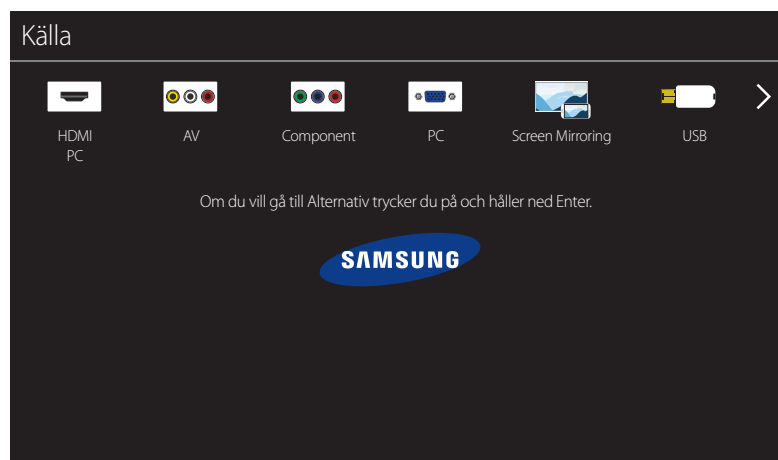 Källa
HDMI
PC
AV
Component
PC
Screen Mirroring
USB
Om du vill gå till Alternativ trycker du på och håller ned Enter.
SAMSUNG